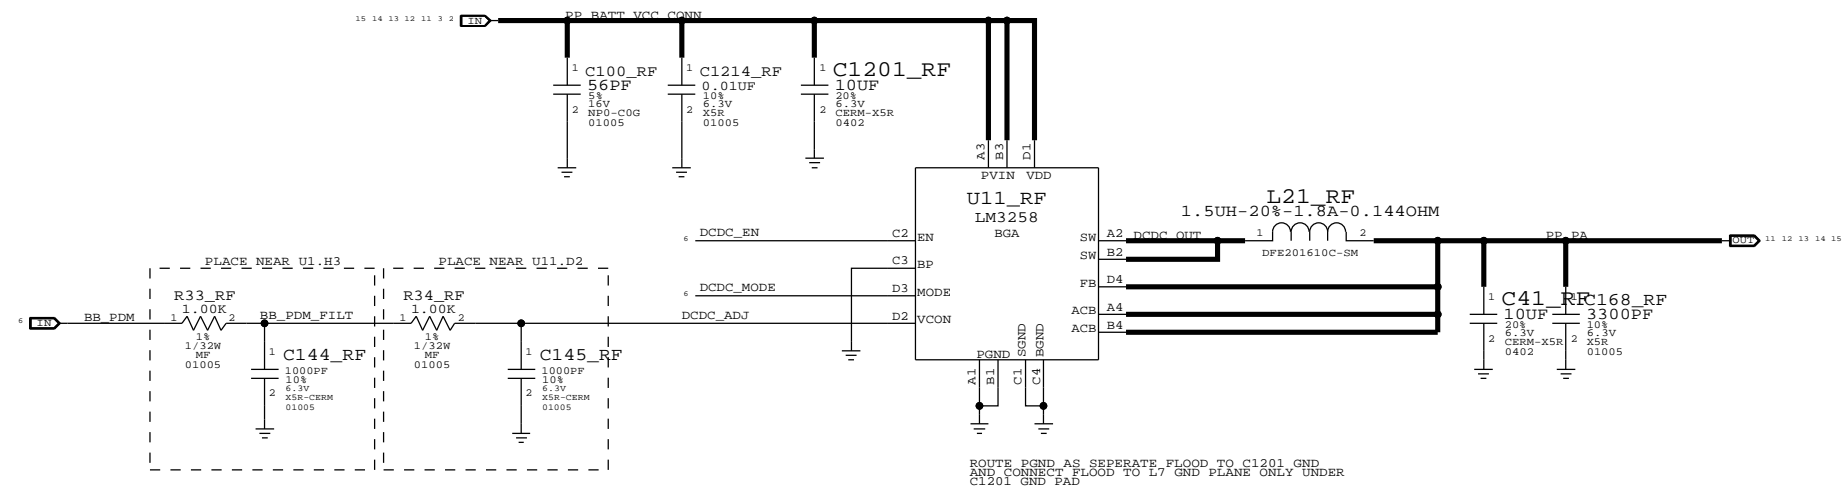 15 14 13 12 11 3 2 IN PP_BATT_VCC_CONN
1 C100_RF
56PF
5%
16V
2 NP0-C0G
01005
1 C1214_RF
0.01UF
10%
6.3V
2 X5R
01005
1 C1201_RF
10UF
20%
6.3V
2 CERM-X5R
0402
A3 B3 D1
PVIN VDD
U11_RF
LM3258
BGA
6 DCDC_EN C2 EN
C3 BP
6 DCDC_MODE D3 MODE
DCDC_ADJ D2 VCON
SW A2 DCDC_OUT
SW B2
FB D4
ACB A4
ACB B4
PGND SGND BGND
A1 B1 C1 C4
L21_RF
1.5UH-20%-1.8A-0.144OHM
1 2
DFE201610C-SM
PP_PA OUT 11 12 13 14 15
1 C41_RF
10UF
20%
6.3V
2 CERM-X5R
0402
1 C168_RF
3300PF
10%
6.3V
2 X5R
01005
PLACE NEAR U1.H3
R33_RF
1.00K
6 IN BB_PDM 1 2 BB_PDM_FILT
1%
1/32W
MF
01005
1 C144_RF
1000PF
10%
6.3V
2 X5R-CERM
01005
PLACE NEAR U11.D2
R34_RF
1.00K
1 2
1%
1/32W
MF
01005
1 C145_RF
1000PF
10%
6.3V
2 X5R-CERM
01005
ROUTE PGND AS SEPERATE FLOOD TO C1201 GND
AND CONNECT FLOOD TO L7 GND PLANE ONLY UNDER
C1201 GND PAD